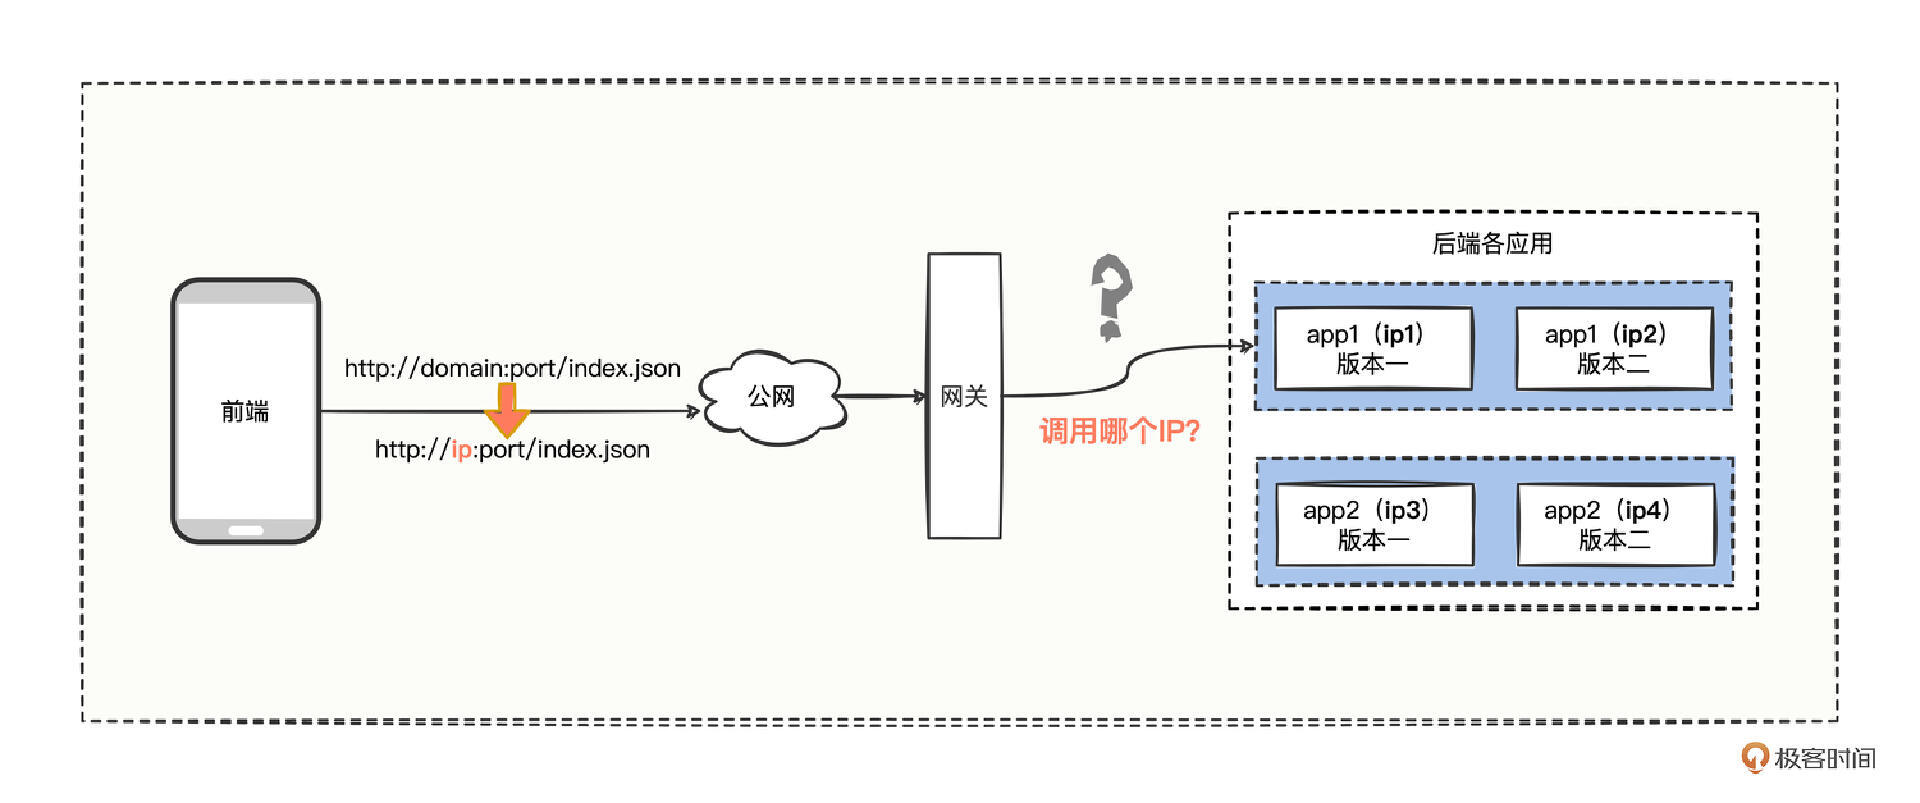 前端
http://domain:port/index.json
http://ip:port/index.json
公网
网关
?
调用哪个IP?
后端各应用
app1（ip1）
版本一
app1（ip2）
版本二
app2（ip3）
版本一
app2（ip4）
版本二
极客时间